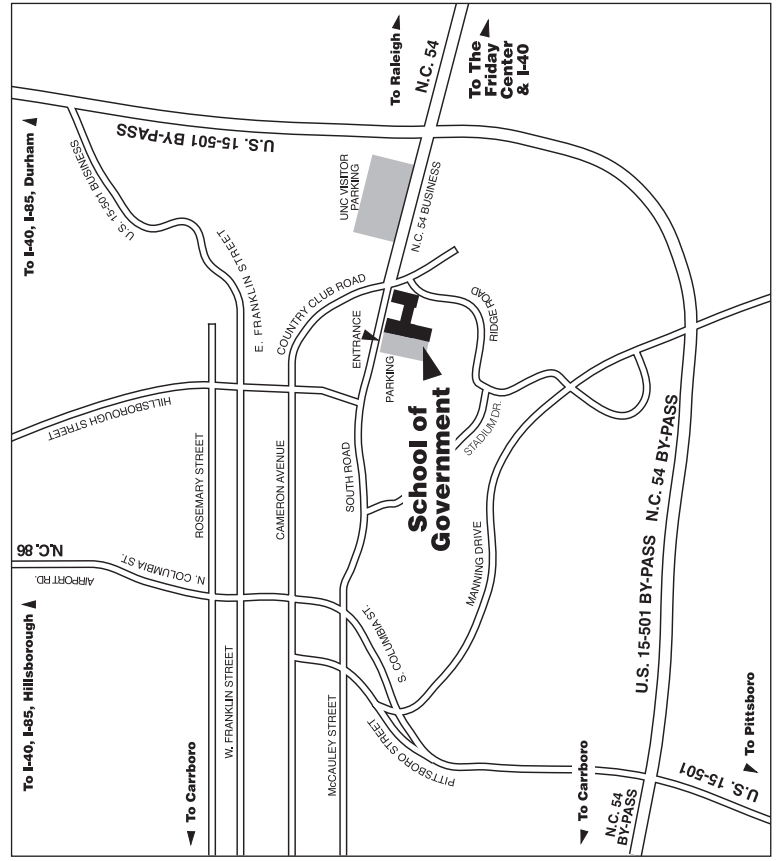 To Raleigh
N.C. 54
To The
Friday
Center
& I-40
To I-40, I-85, Durham
U.S. 15-501 BY-PASS
U.S. 15-501 BUSINESS
UNC VISITOR
PARKING
N.C. 54 BUSINESS
E. FRANKLIN STREET
COUNTRY CLUB ROAD
ENTRANCE
RIDGE ROAD
PARKING
School of
Government
STADIUM DR.
HILLSBOROUGH STREET
ROSEMARY STREET
CAMERON AVENUE
SOUTH ROAD
MANNING DRIVE
U.S. 15-501 BY-PASS N.C. 54 BY-PASS
N.C. 86
AIRPORT RD.
N. COLUMBIA ST.
S. COLUMBIA ST.
To I-40, I-85, Hillsborough
W. FRANKLIN STREET
McCAULEY STREET
PITTSBORO STREET
To Carrboro
To Carrboro
N.C. 54
BY-PASS
U.S. 15-501
To Pittsboro